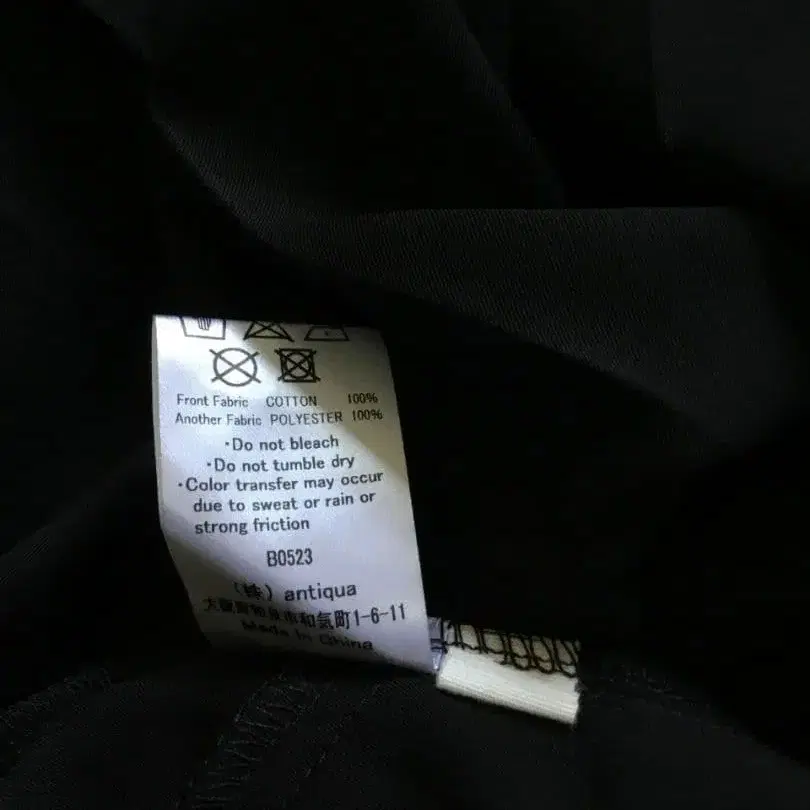 Front Fabric COTTON 100%
Another Fabric POLYESTER 100%
・Do not bleach
・Do not tumble dry
・Color transfer may occur
due to sweat or rain or
strong friction
B0523
(株) antiqua
大阪府和泉市和気町1-6-11
Made in China